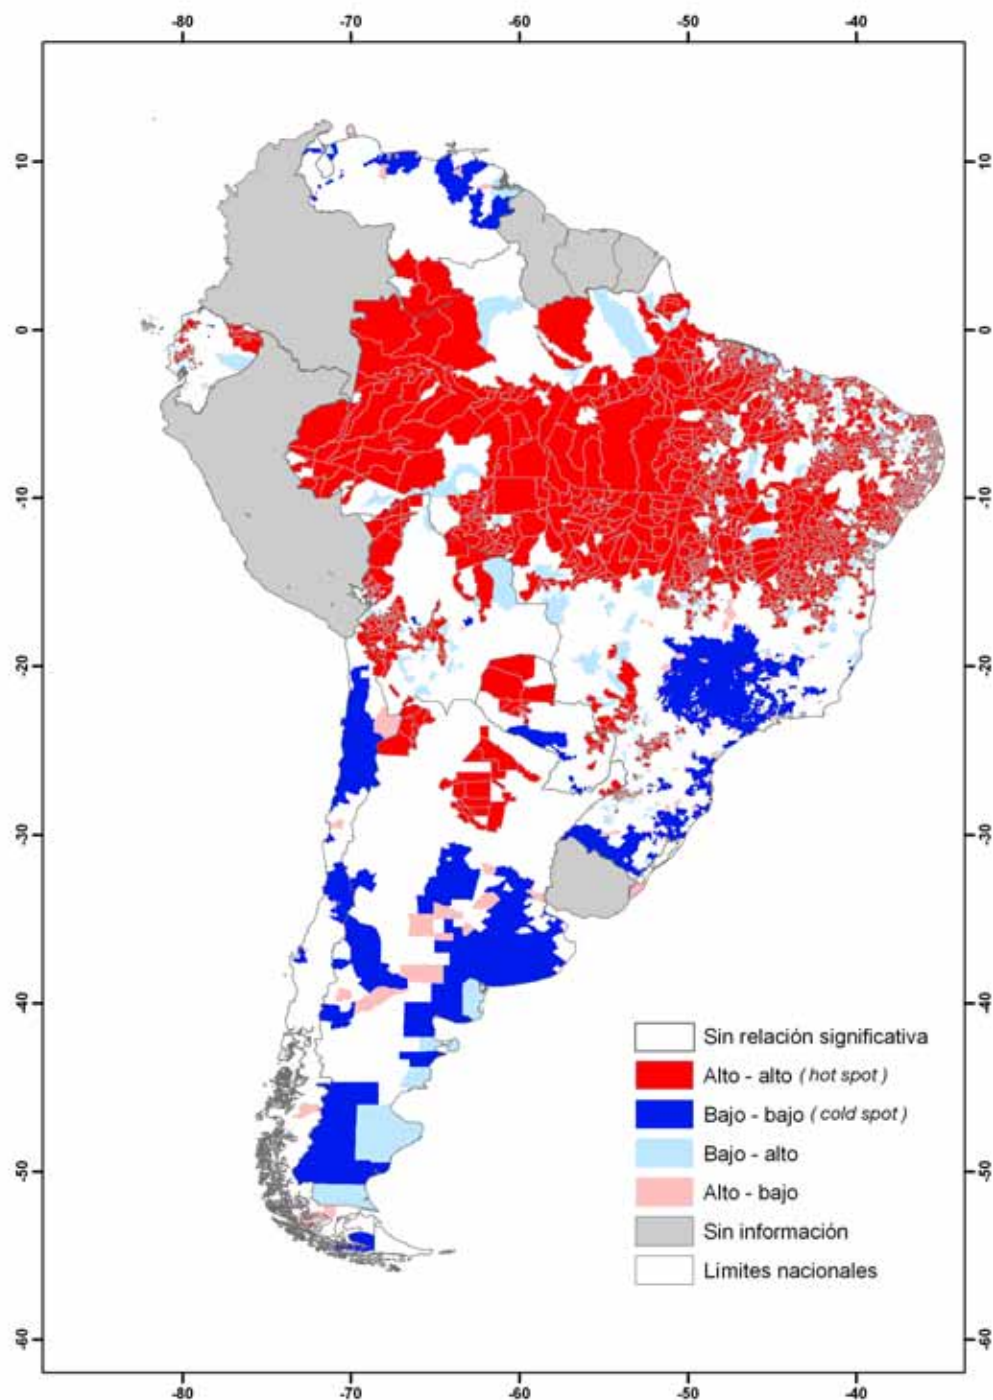 -80 -70 -60 -50 -40
10 10
0 0
-10 -10
-20 -20
-30 -30
-40 -40
Sin relación significativa
Alto - alto ( hot spot )
Bajo - bajo ( cold spot )
-50 -50
Bajo - alto
Alto - bajo
Sin información
Límites nacionales
-60 -60
-80 -70 -60 -50 -40